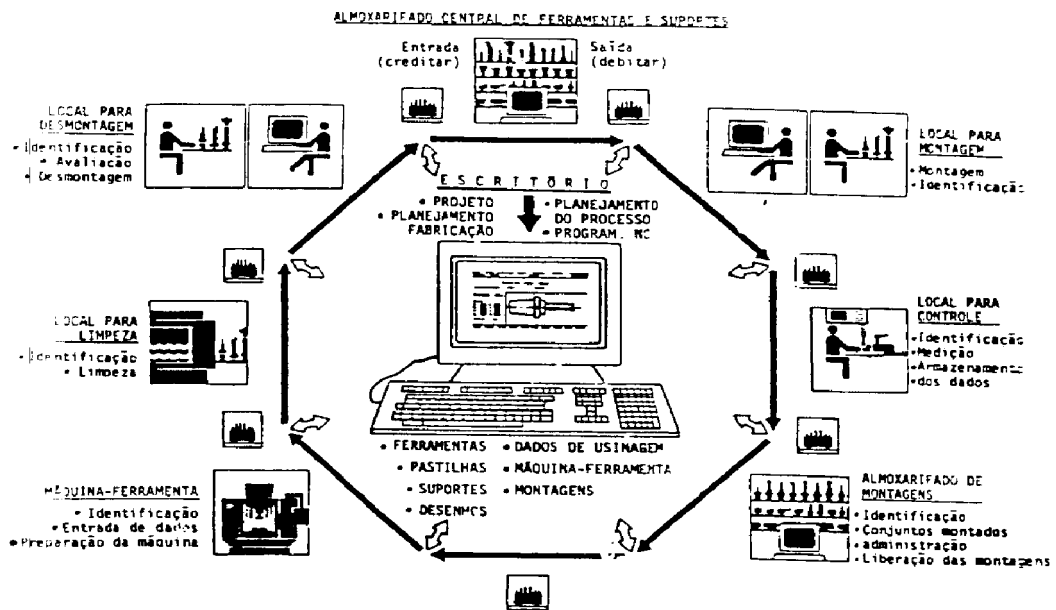 ALMOXARIFADO CENTRAL DE FERRAMENTAS E SUPORTES
Entrada
(creditar)
Saída
(debitar)
LOCAL PARA
DESMONTAGEM
• Identificação
• Avaliação
• Desmontagem
LOCAL PARA
MONTAGEM
• Montagem
• Identificação
ESCRITÓRIO
• PROJETO
• PLANEJAMENTO
FABRICAÇÃO
• PLANEJAMENTO
DO PROCESSO
• PROGRAM. NC
LOCAL PARA
LIMPEZA
• Identificação
• Limpeza
LOCAL PARA
CONTROLE
• Identificação
• Medição
• Armazenamento
• dos dados
• FERRAMENTAS
• PASTILHAS
• SUPORTES
• DESENHOS
• DADOS DE USINAGEM
• MÁQUINA-FERRAMENTA
• MONTAGENS
MÁQUINA-FERRAMENTA
• Identificação
• Entrada de dados
• Preparação da máquina
ALMOXARIFADO DE
MONTAGENS
• Identificação
• Conjuntos montados
• administração
• Liberação das montagens